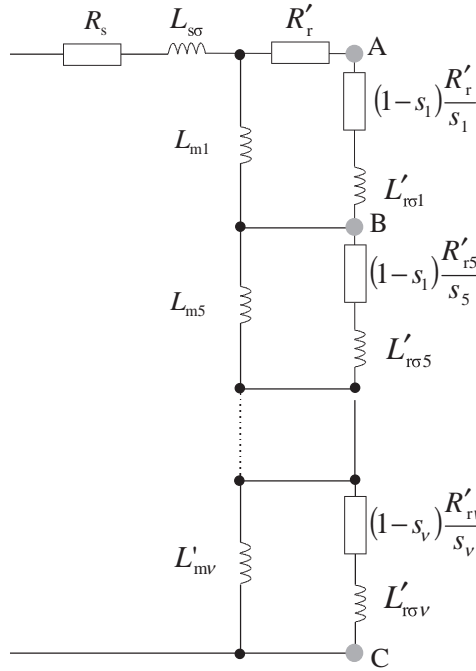 R_s
L_sσ
R′_r
A
(1−s_1) R′_r / s_1
L_m1
L′_rσ1
B
(1−s_1) R′_r5 / s_5
L_m5
L′_rσ5
(1−s_ν) R′_rν / s_ν
L'_mν
L′_rσν
C